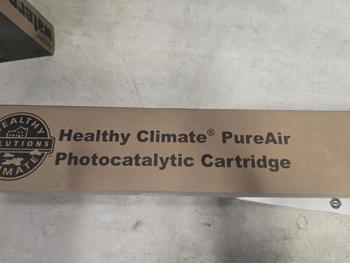 HEALTHY
SOLUTIONS
CLIMATE
Healthy Climate® PureAir
Photocatalytic Cartridge